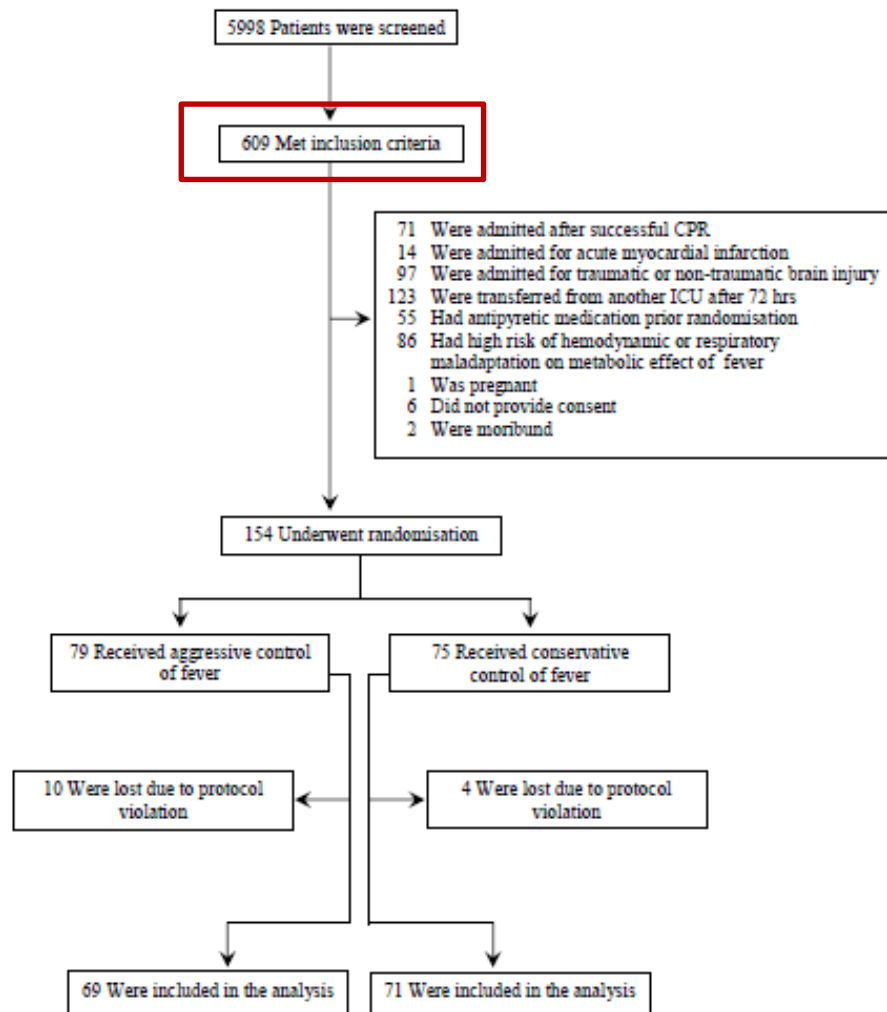 5998 Patients were screened
609 Met inclusion criteria
71 Were admitted after successful CPR
14 Were admitted for acute myocardial infarction
97 Were admitted for traumatic or non-traumatic brain injury
123 Were transferred from another ICU after 72 hrs
55 Had antipyretic medication prior randomisation
86 Had high risk of hemodynamic or respiratory
maladaptation on metabolic effect of fever
1 Was pregnant
6 Did not provide consent
2 Were moribund
154 Underwent randomisation
79 Received aggressive control
of fever
75 Received conservative
control of fever
10 Were lost due to protocol
violation
4 Were lost due to protocol
violation
69 Were included in the analysis
71 Were included in the analysis